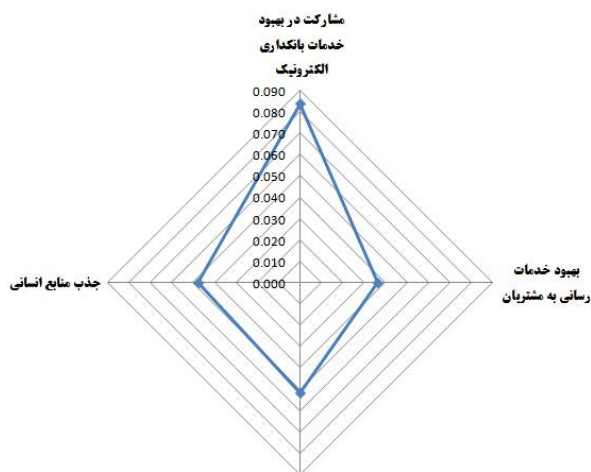 مشارکت در بهبود
خدمات بانکداری
الکترونیک
0.090
0.080
0.070
0.060
0.050
0.040
0.030
0.020
0.010
0.000
بهبود خدمات
رسانی به مشتریان
جذب منابع انسانی